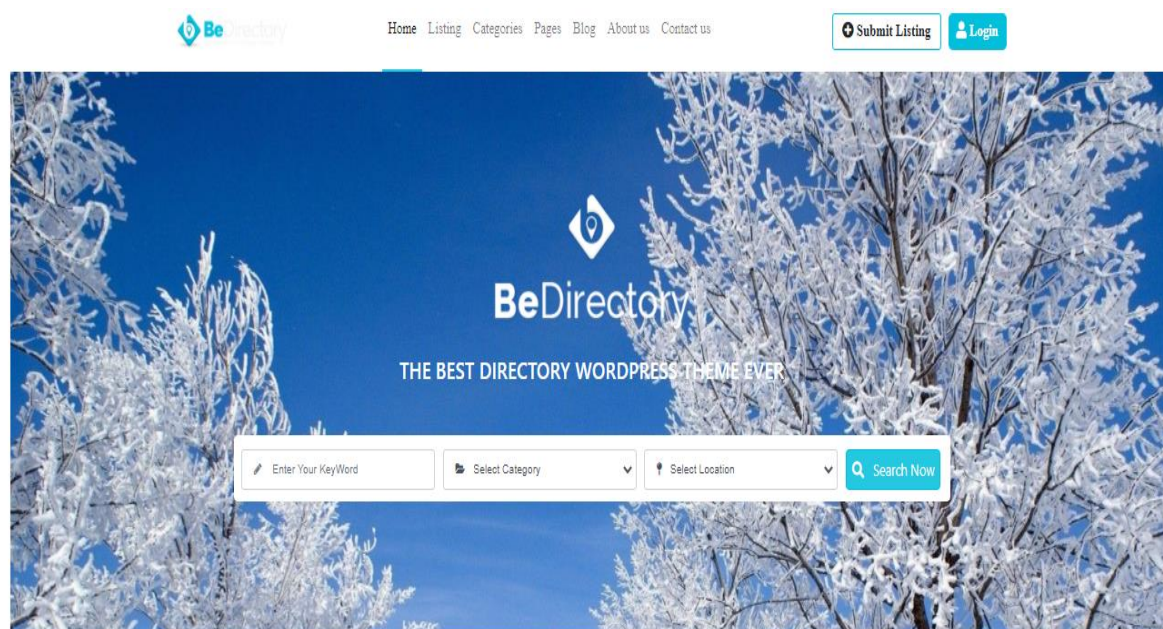 BeDirectory
Home Listing Categories Pages Blog About us Contact us
Submit Listing
Login
BeDirectory
THE BEST DIRECTORY WORDPRESS THEME EVER
Enter Your KeyWord
Select Category
Select Location
Search Now